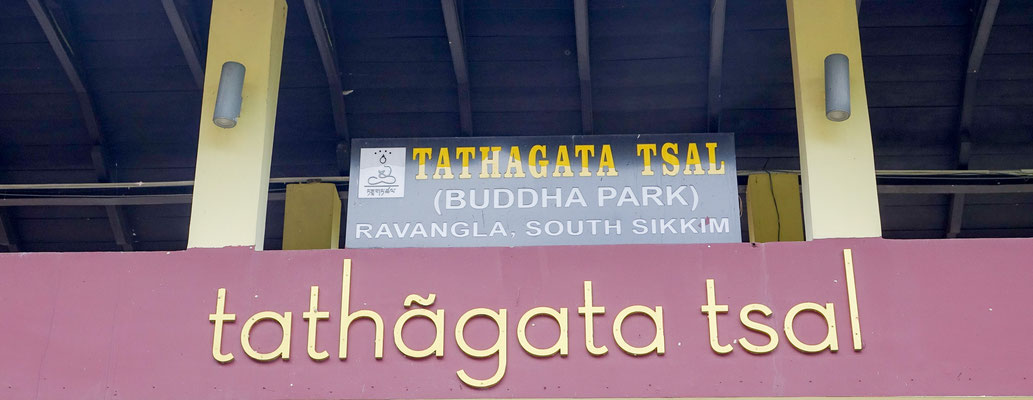 TATHAGATA TSAL
(BUDDHA PARK)
RAVANGLA, SOUTH SIKKIM
tathãgata tsal